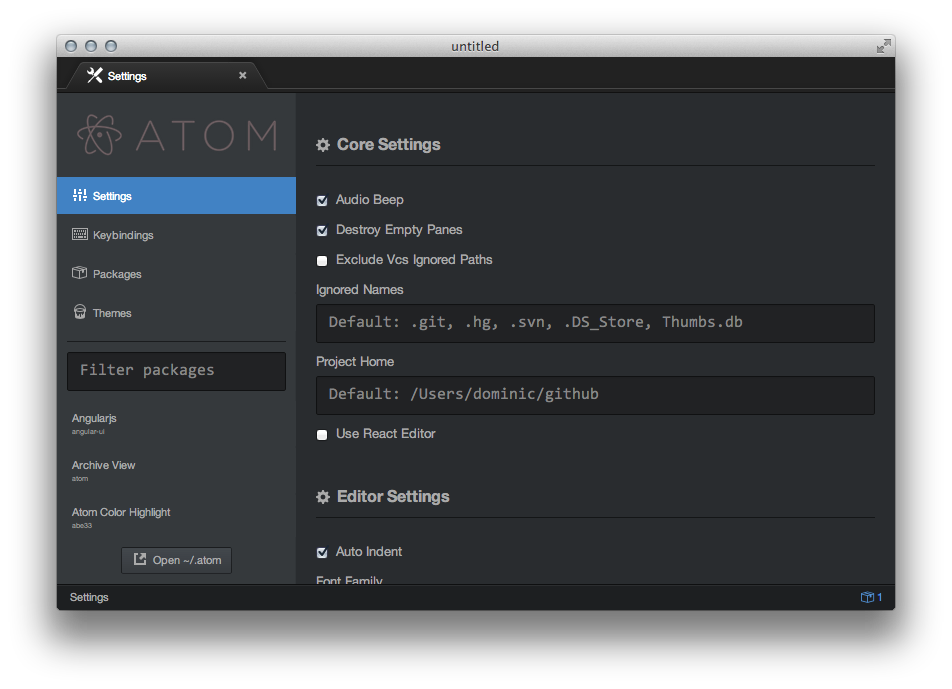 untitled
Settings
ATOM
Settings
Keybindings
Packages
Themes
Filter packages
Angularjs
angular-ui
Archive View
atom
Atom Color Highlight
abe33
Open ~/.atom
Core Settings
Audio Beep
Destroy Empty Panes
Exclude Vcs Ignored Paths
Ignored Names
Default: .git, .hg, .svn, .DS_Store, Thumbs.db
Project Home
Default: /Users/dominic/github
Use React Editor
Editor Settings
Auto Indent
Font Family
Settings
1